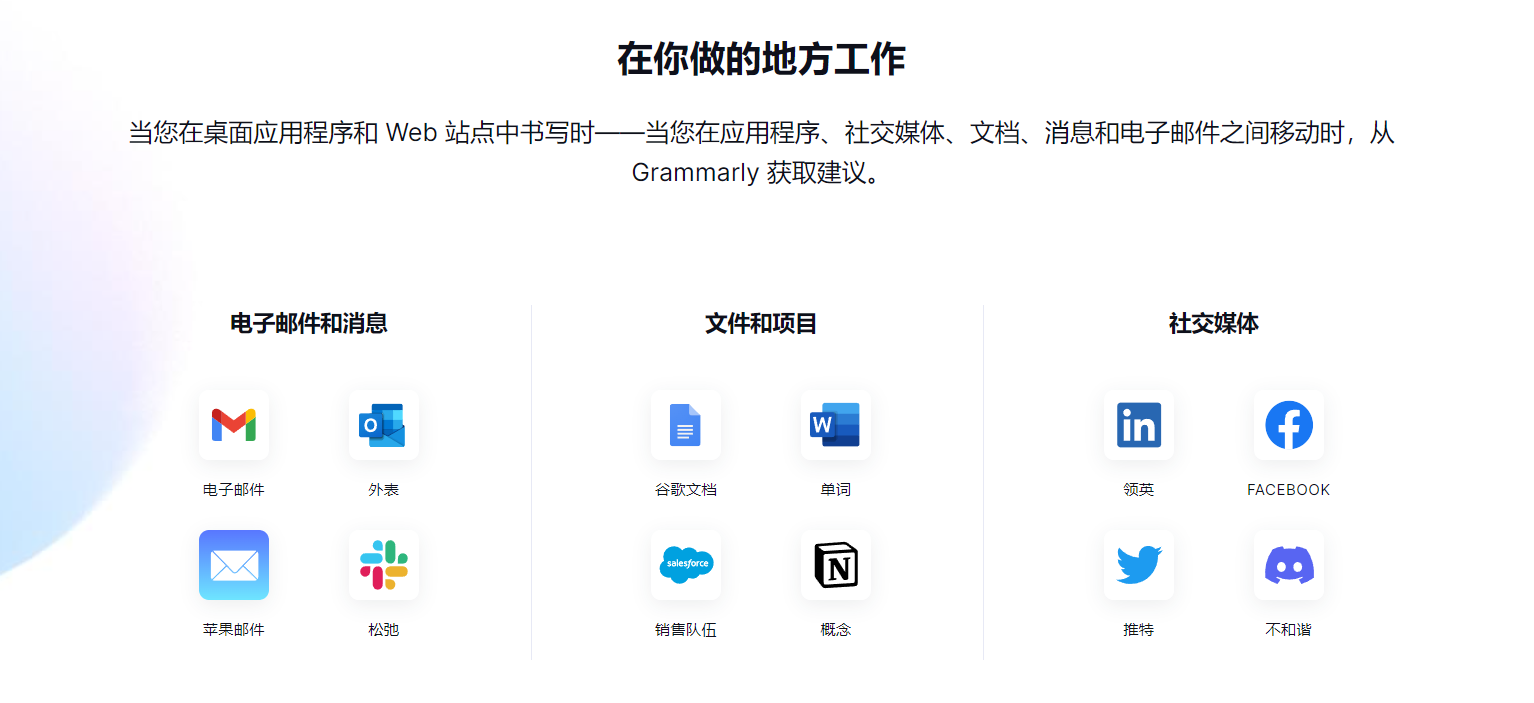 在你做的地方工作
当您在桌面应用程序和 Web 站点中书写时——当您在应用程序、社交媒体、文档、消息和电子邮件之间移动时，从
Grammarly 获取建议。
电子邮件和消息
文件和项目
社交媒体
电子邮件
外表
谷歌文档
单词
领英
FACEBOOK
salesforce
苹果邮件
松弛
销售队伍
概念
推特
不和谐